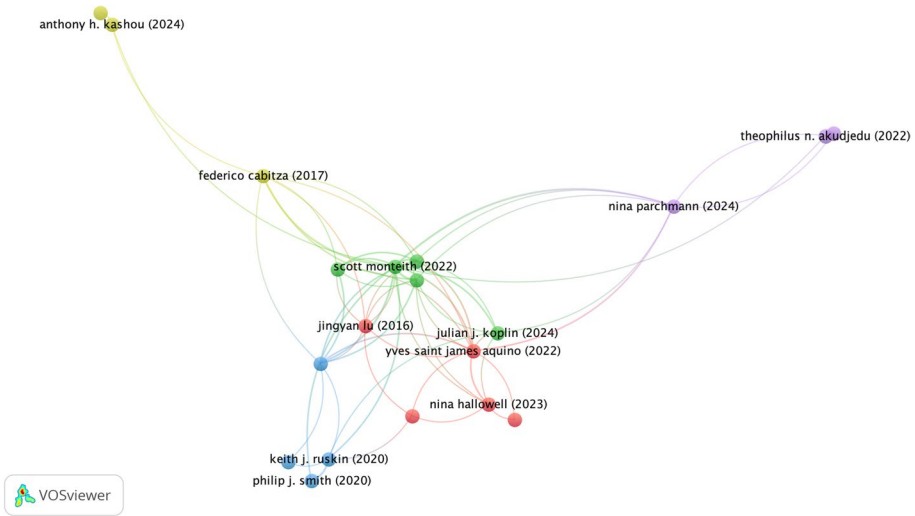 anthony h. kashou (2024)
theophilus n. akudjedu (2022)
federico cabitza (2017)
nina parchmann (2024)
scott monteith (2022)
jingyan lu (2016)
julian j. koplin (2024)
yves saint james aquino (2022)
nina hallowell (2023)
keith j. ruskin (2020)
philip j. smith (2020)
VOSviewer